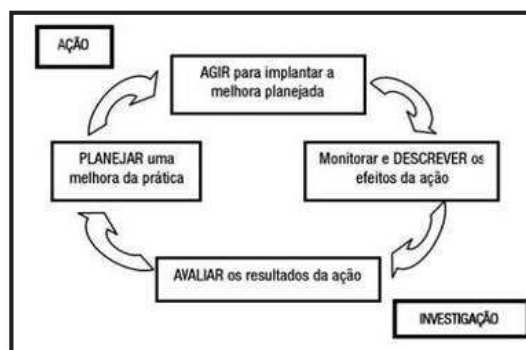 AÇÃO
AGIR para implantar a
melhora planejada
PLANEJAR uma
melhora da prática
Monitorar e DESCREVER os
efeitos da ação
AVALIAR os resultados da ação
INVESTIGAÇÃO